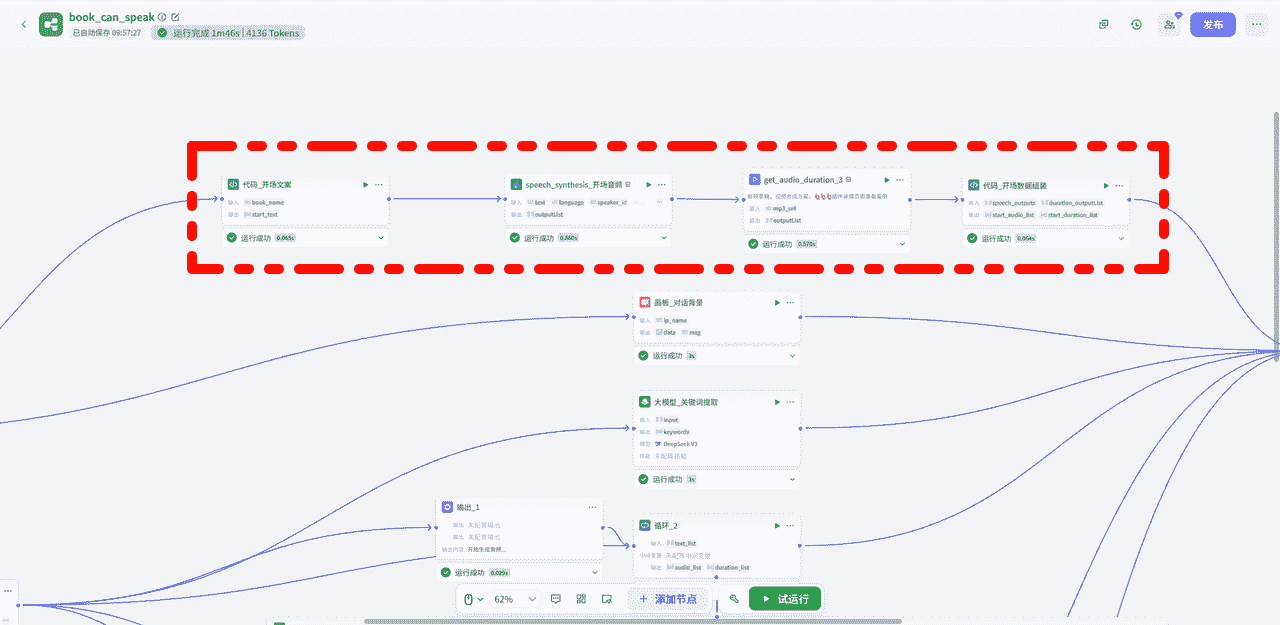 book_can_speak
已自动保存 09:57:27
运行完成 1m46s | 4136 Tokens
发布
代码_开场文案
输入 book_name
输出 start_text
运行成功 0.065s
speech_synthesis_开场音频
输入 text language speaker_id
输出 outputList
运行成功 0.860s
get_audio_duration_3
输入 mp3_url
输出 outputList
运行成功 0.570s
代码_开场数据组装
输入 speech_outputs duration_outputList
输出 start_audio_list start_duration_list
运行成功 0.064s
画板_对话背景
输入 ip_name
输出 data msg
运行成功 3s
大模型_关键词提取
输入 input
输出 keywords
模型 DeepSeek-V3
技能 未配置技能
运行成功 3s
输出_1
输出 未配置输出
输出 未配置输出
输出内容 开始生成音频...
运行成功 0.029s
循环_2
输入 text_list
中间变量 未配置中间变量
输出 audio_list duration_list
62%
添加节点
试运行